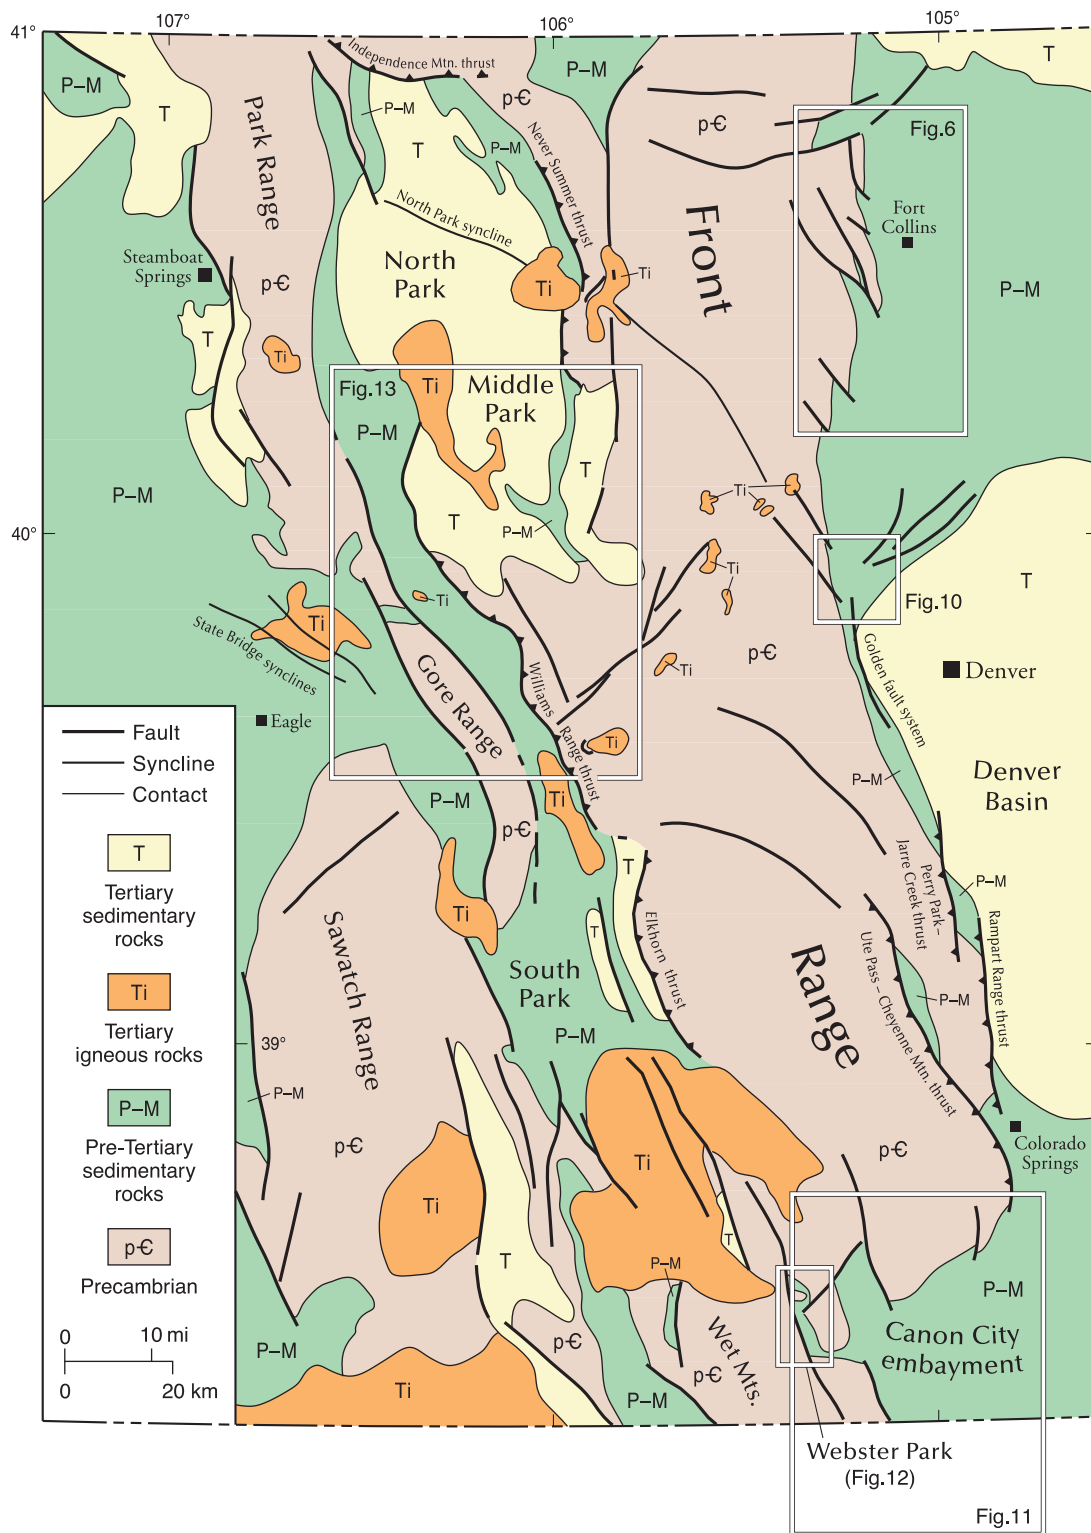 107°
106°
105°
41°
Independence Mtn. thrust
P–M
T
P–M
T
P–M
p-Є
p-Є
Fig.6
Park Range
T
P–M
Never Summer thrust
Front
Fort
Collins
North Park syncline
Steamboat
Springs
p-Є
North
Park
Ti
Ti
P–M
T
Ti
Fig.13
Ti
Middle
Park
P–M
T
P–M
Ti
T
P–M
40°
Ti
T
Fig.10
Ti
Ti
State Bridge synclines
Gore Range
Williams
Range thrust
Ti
p-Є
Golden fault system
Denver
Eagle
Ti
Fault
Syncline
Contact
P–M
Ti
P–M
Denver
Basin
p-Є
T
Tertiary
sedimentary
rocks
T
Perry Park–
Jarre Creek thrust
P–M
Sawatch Range
Ti
T
Elkhorn thrust
Range
Ute Pass – Cheyenne Mtn. thrust
Rampart Range thrust
South
Park
Ti
Tertiary
igneous rocks
P–M
39°
P–M
P–M
P–M
Pre-Tertiary
sedimentary
rocks
p-Є
Ti
p-Є
Colorado
Springs
Ti
p-Є
Precambrian
T
T
P–M
P–M
0
10 mi
0
20 km
P–M
p-Є
Wet Mts.
p-Є
Canon City
embayment
Ti
P–M
Webster Park
(Fig.12)
Fig.11